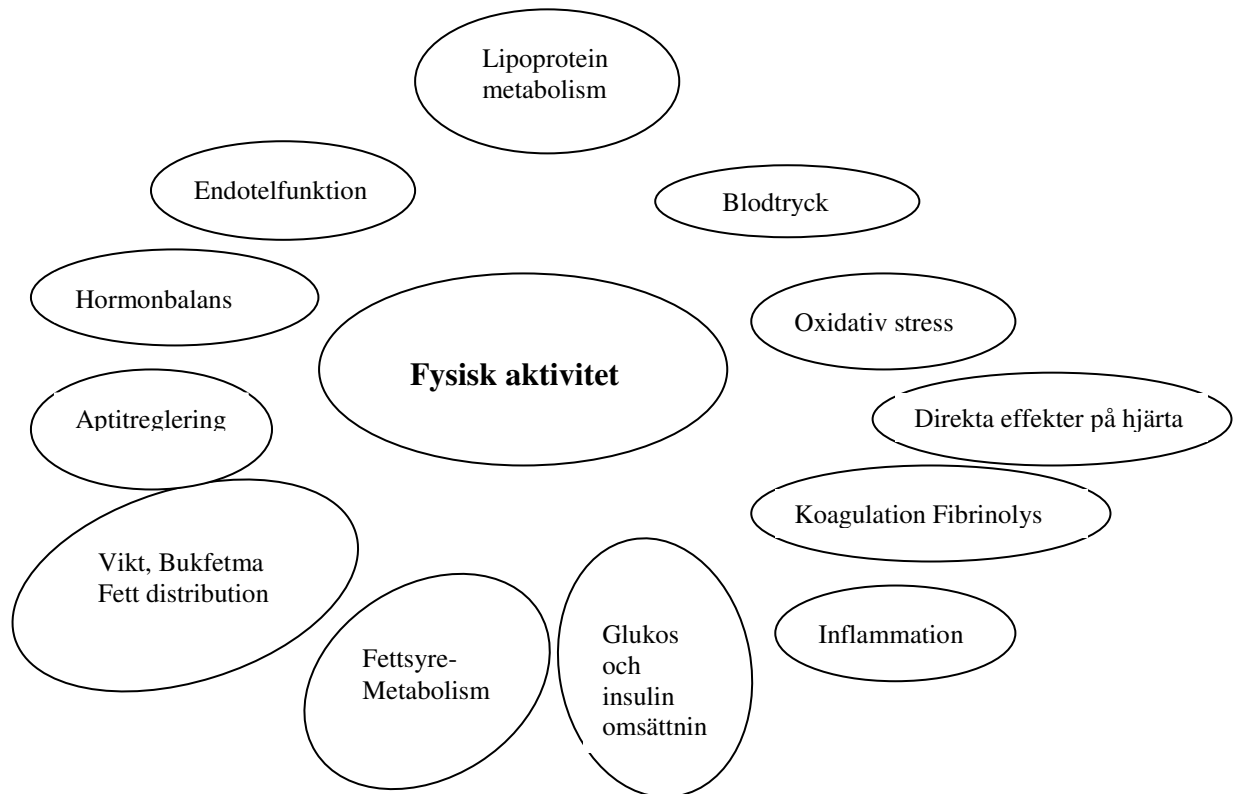 Lipoprotein
metabolism
Endotelfunktion
Blodtryck
Hormonbalans
Oxidativ stress
Fysisk aktivitet
Aptitreglering
Direkta effekter på hjärta
Koagulation Fibrinolys
Vikt, Bukfetma
Fett distribution
Fettsyre-
Metabolism
Glukos
och
insulin
omsättnin
Inflammation